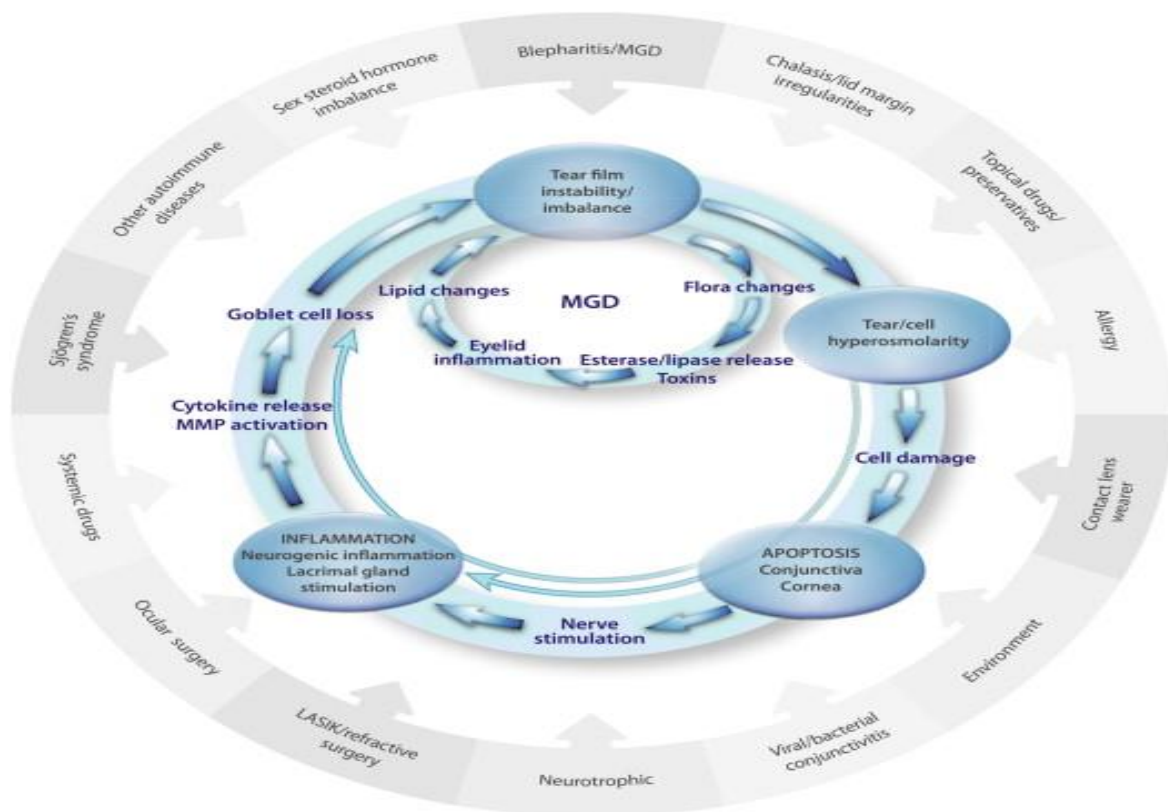 Blepharitis/MGD
Chalasis/lid margin
irregularities
Topical drugs/
preservatives
Allergy
Contact lens
wearer
Environment
Viral/bacterial
conjunctivitis
Neurotrophic
LASIK/refractive
surgery
Ocular surgery
Systemic drugs
Sjögren's
syndrome
Other autoimmune
diseases
Sex steroid hormone
imbalance
Tear film
instability/
imbalance
Tear/cell
hyperosmolarity
Cell damage
APOPTOSIS
Conjunctiva
Cornea
Nerve
stimulation
INFLAMMATION
Neurogenic inflammation
Lacrimal gland
stimulation
Cytokine release
MMP activation
Goblet cell loss
MGD
Flora changes
Esterase/lipase release
Toxins
Eyelid
inflammation
Lipid changes